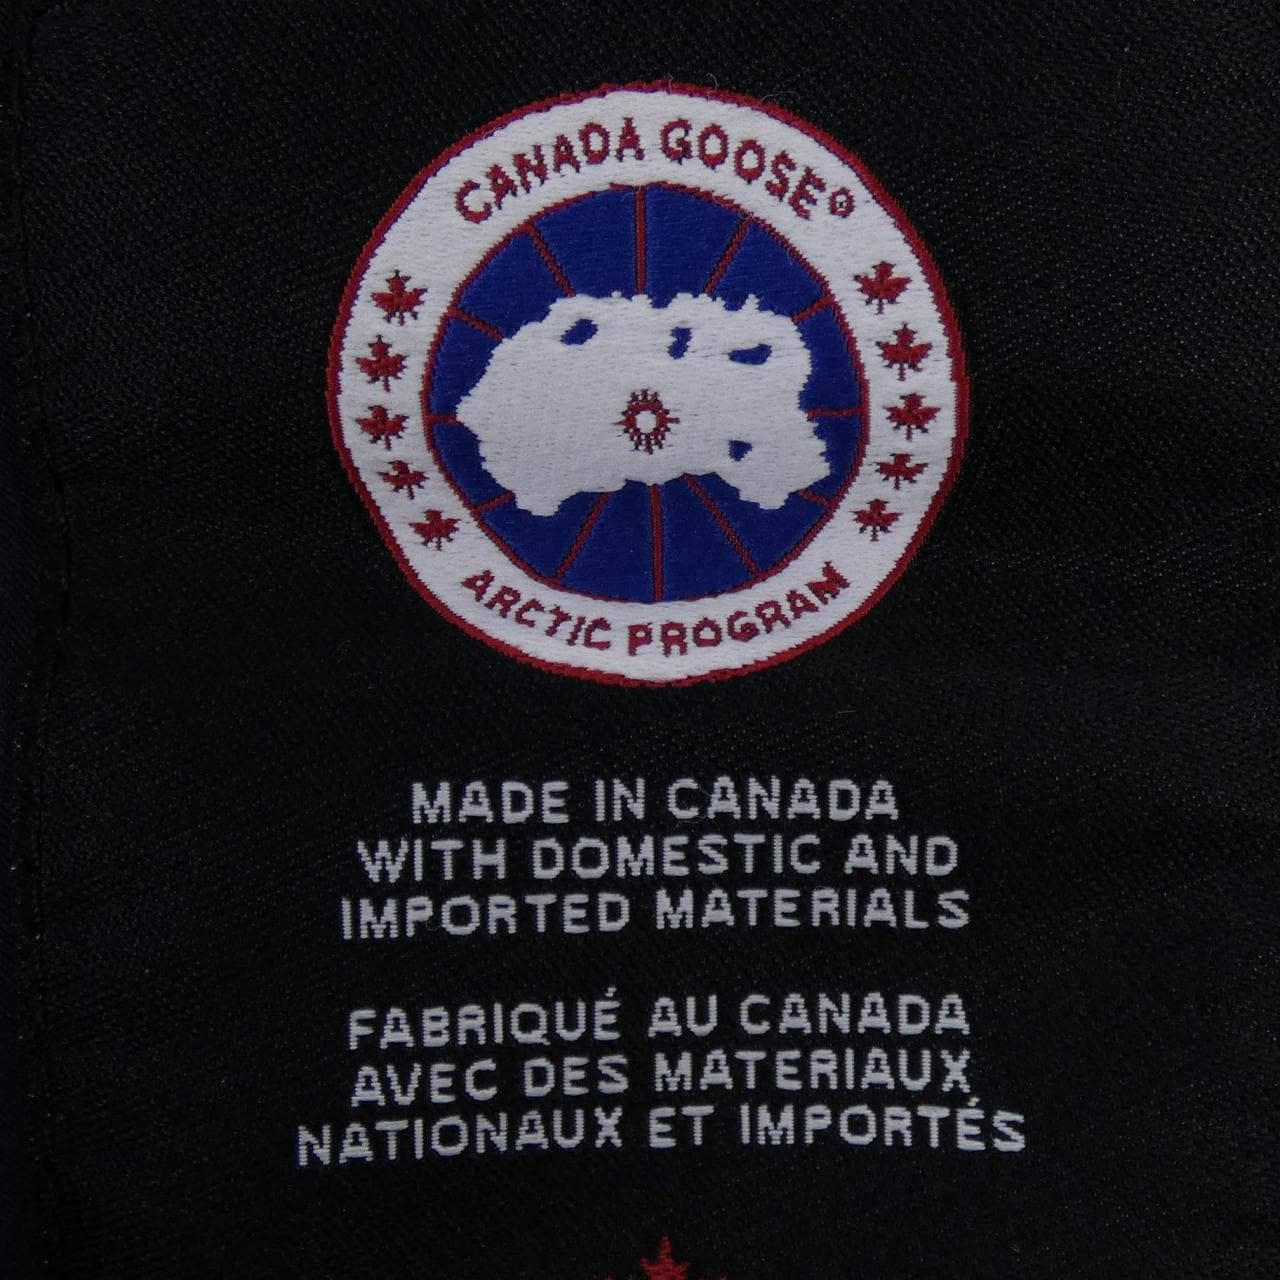 CANADA GOOSE®
ARCTIC PROGRAM
MADE IN CANADA
WITH DOMESTIC AND
IMPORTED MATERIALS
FABRIQUÉ AU CANADA
AVEC DES MATERIAUX
NATIONAUX ET IMPORTÉS